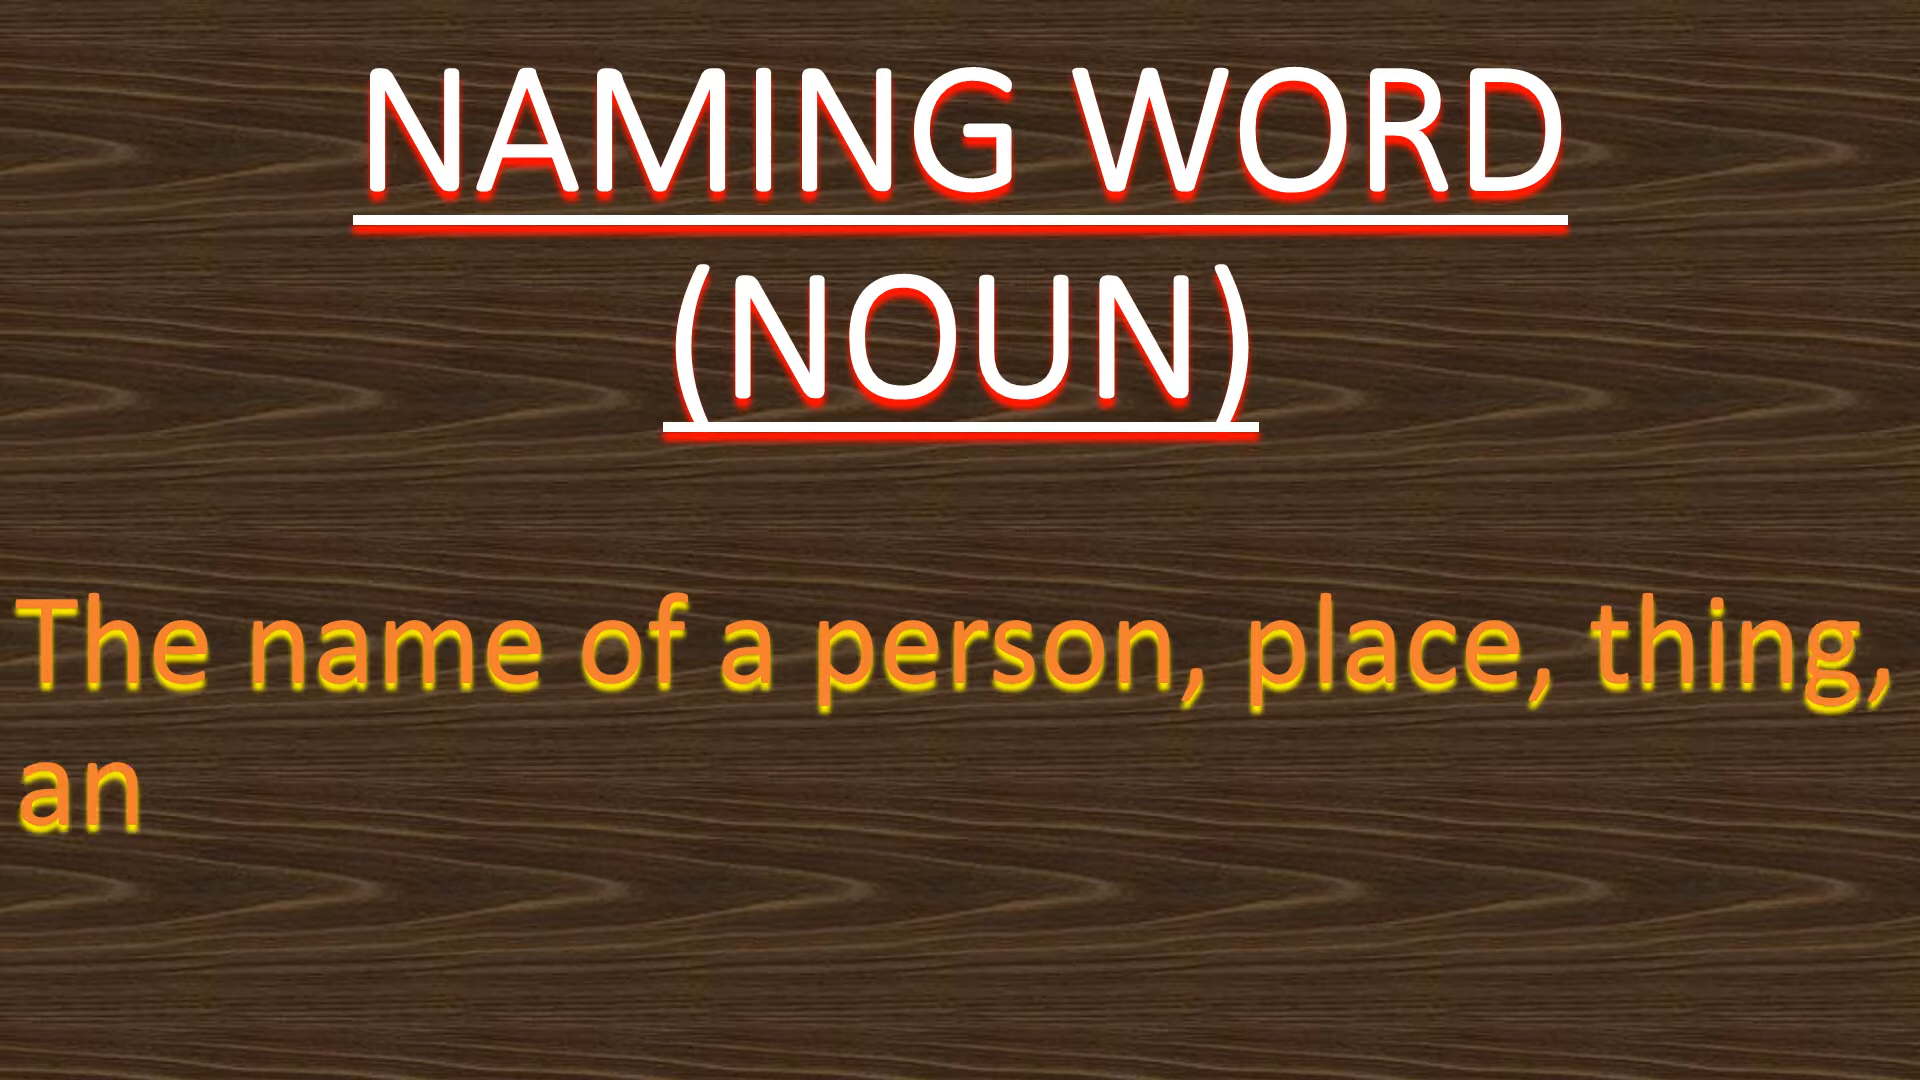 NAMING WORD
(NOUN)
The name of a person, place, thing,
an